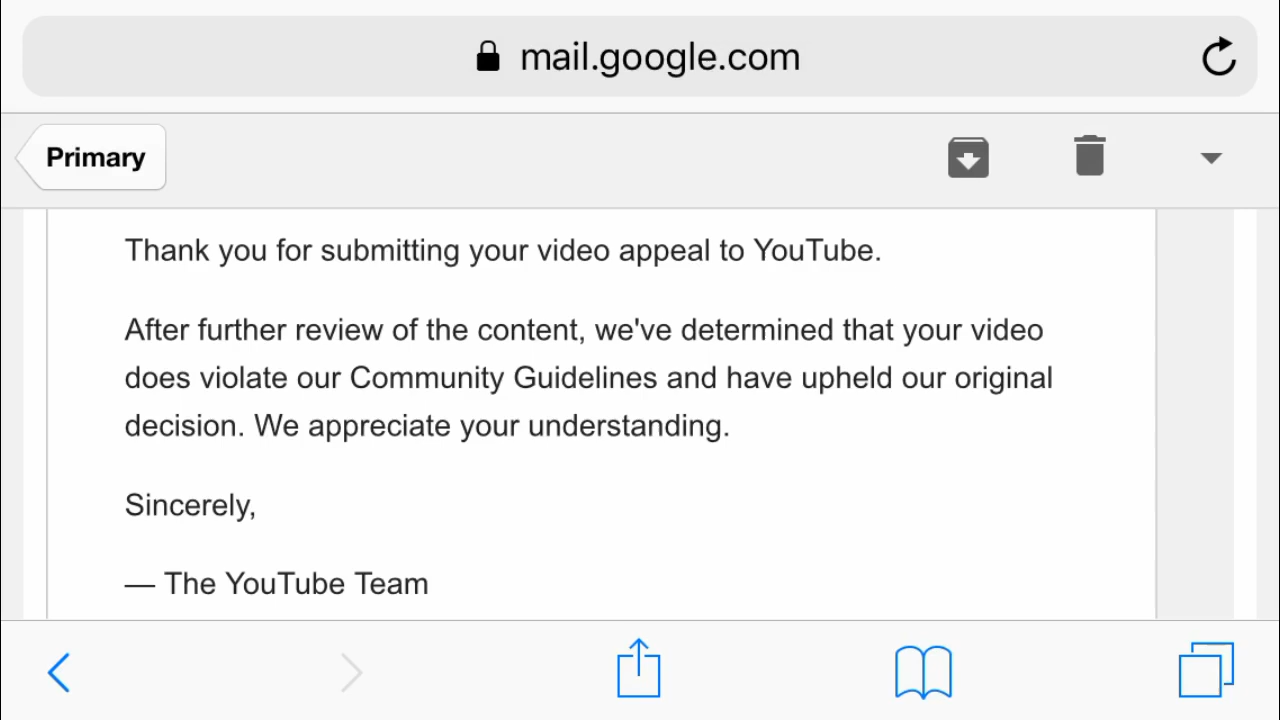 mail.google.com
Primary
Thank you for submitting your video appeal to YouTube.
After further review of the content, we've determined that your video
does violate our Community Guidelines and have upheld our original
decision. We appreciate your understanding.
Sincerely,
— The YouTube Team